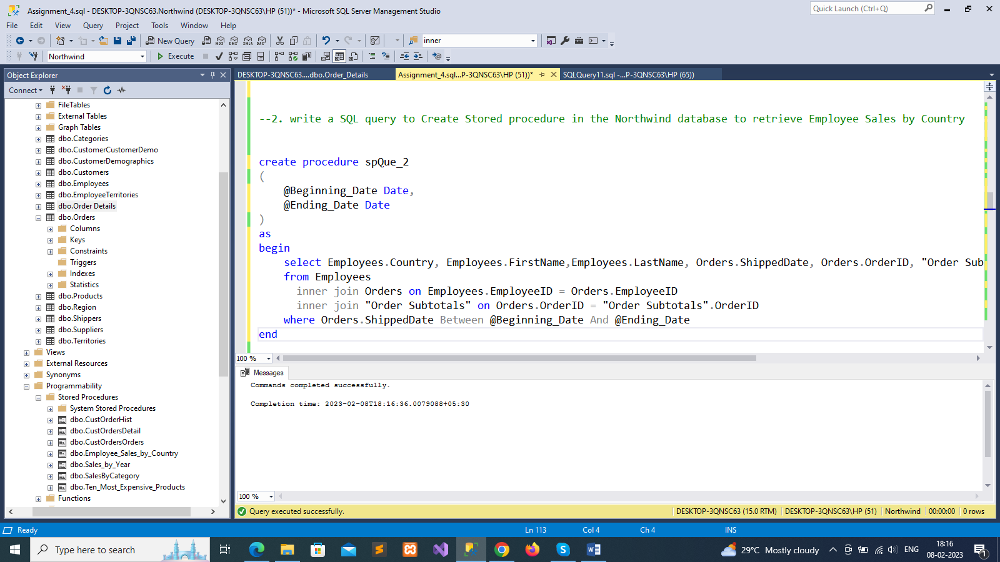 Assignment_4.sql - DESKTOP-3QNSC63.Northwind (DESKTOP-3QNSC63\HP (51))* - Microsoft SQL Server Management Studio
Quick Launch (Ctrl+Q)
File Edit View Query Project Tools Window Help
New Query
MDX DMX XMLA DAX
inner
Northwind
Execute
Object Explorer
Connect
FileTables
External Tables
Graph Tables
dbo.Categories
dbo.CustomerCustomerDemo
dbo.CustomerDemographics
dbo.Customers
dbo.Employees
dbo.EmployeeTerritories
dbo.Order Details
dbo.Orders
Columns
Keys
Constraints
Triggers
Indexes
Statistics
dbo.Products
dbo.Region
dbo.Shippers
dbo.Suppliers
dbo.Territories
Views
External Resources
Synonyms
Programmability
Stored Procedures
System Stored Procedures
dbo.CustOrderHist
dbo.CustOrdersDetail
dbo.CustOrdersOrders
dbo.Employee_Sales_by_Country
dbo.Sales_by_Year
dbo.SalesByCategory
dbo.Ten_Most_Expensive_Products
Functions
DESKTOP-3QNSC63....dbo.Order_Details
Assignment_4.sql...P-3QNSC63\HP (51))*
SQLQuery11.sql -...P-3QNSC63\HP (65))
--2. write a SQL query to Create Stored procedure in the Northwind database to retrieve Employee Sales by Country
create procedure spQue_2
(
@Beginning_Date Date,
@Ending_Date Date
)
as
begin
select Employees.Country, Employees.FirstName,Employees.LastName, Orders.ShippedDate, Orders.OrderID, "Order Sub
from Employees
inner join Orders on Employees.EmployeeID = Orders.EmployeeID
inner join "Order Subtotals" on Orders.OrderID = "Order Subtotals".OrderID
where Orders.ShippedDate Between @Beginning_Date And @Ending_Date
end
100 %
Messages
Commands completed successfully.
Completion time: 2023-02-08T18:16:36.0079088+05:30
100 %
Query executed successfully.
DESKTOP-3QNSC63 (15.0 RTM) DESKTOP-3QNSC63\HP (51) Northwind 00:00:00 0 rows
Ready
Ln 113 Col 4 Ch 4 INS
Type here to search
29°C Mostly cloudy
ENG
18:16
08-02-2023
1